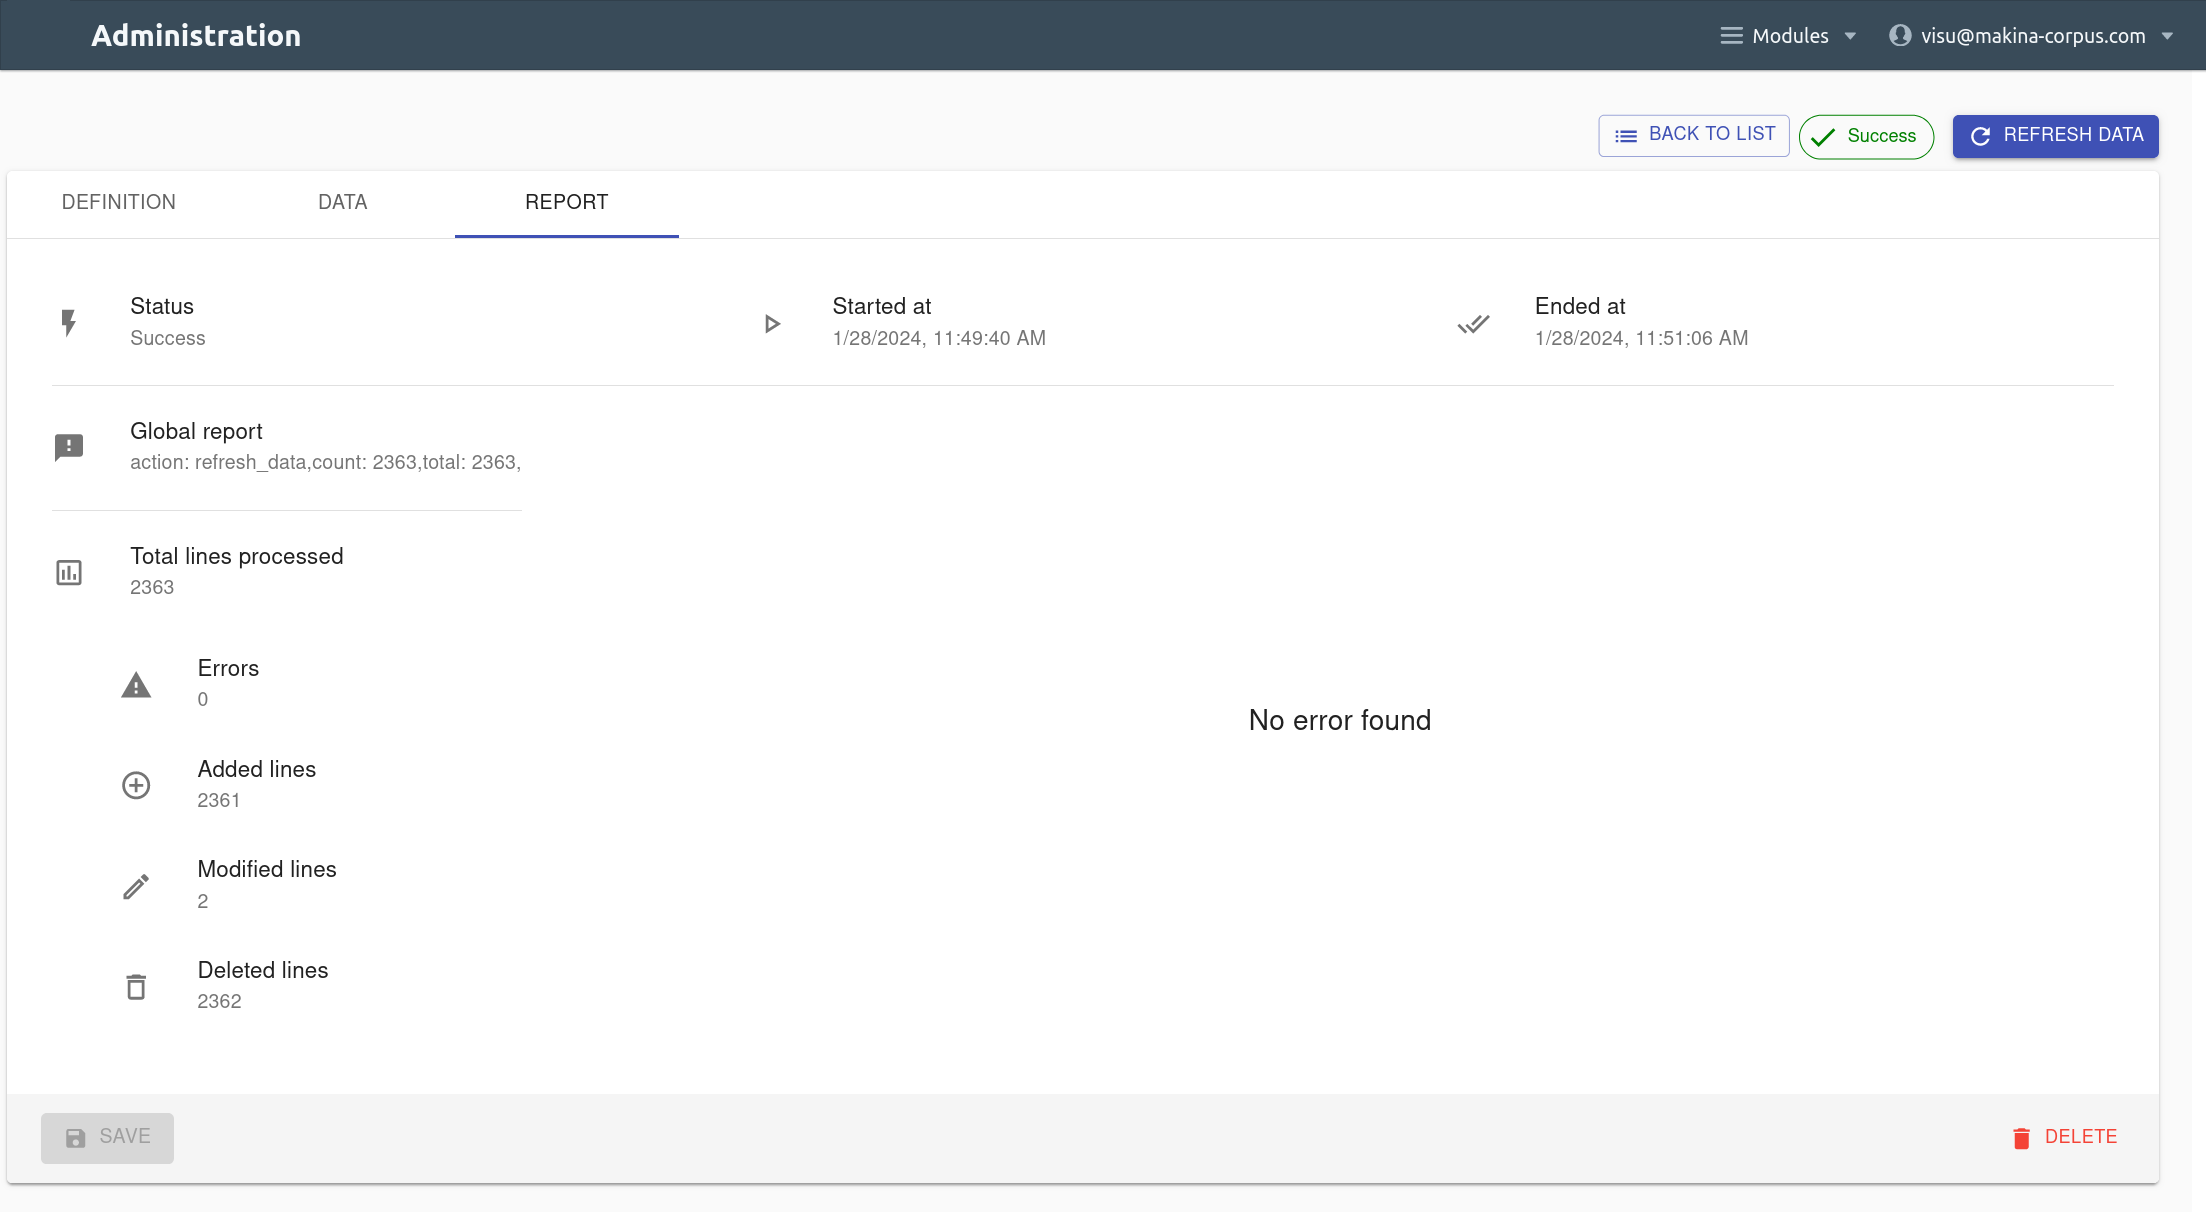 Administration
Modules
visu@makina-corpus.com
BACK TO LIST
Success
REFRESH DATA
DEFINITION
DATA
REPORT
Status
Success
Started at
1/28/2024, 11:49:40 AM
Ended at
1/28/2024, 11:51:06 AM
Global report
action: refresh_data,count: 2363,total: 2363,
Total lines processed
2363
Errors
0
No error found
Added lines
2361
Modified lines
2
Deleted lines
2362
SAVE
DELETE